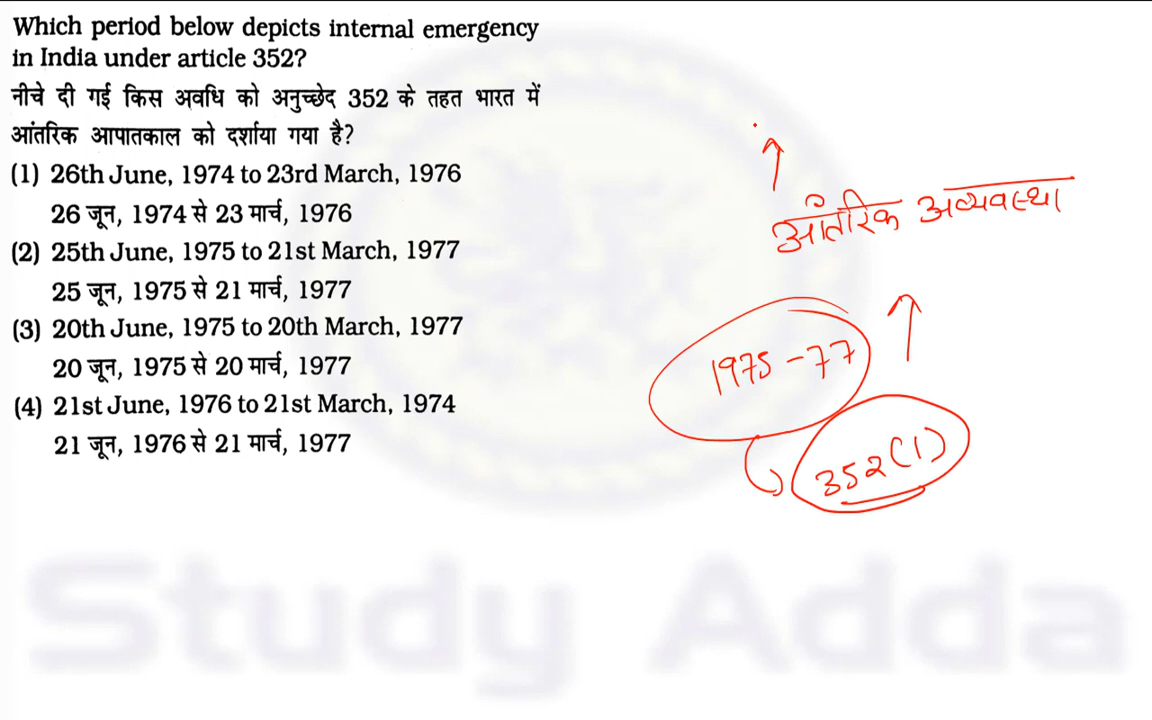 Which period below depicts internal emergency
in India under article 352?
नीचे दी गई किस अवधि को अनुच्छेद 352 के तहत भारत में
आंतरिक आपातकाल को दर्शाया गया है?
(1) 26th June, 1974 to 23rd March, 1976
26 जून, 1974 से 23 मार्च, 1976
(2) 25th June, 1975 to 21st March, 1977
25 जून, 1975 से 21 मार्च, 1977
(3) 20th June, 1975 to 20th March, 1977
20 जून, 1975 से 20 मार्च, 1977
(4) 21st June, 1976 to 21st March, 1974
21 जून, 1976 से 21 मार्च, 1977
आंतरिक अव्यवस्था
1975-77
352(1)
Study Adda